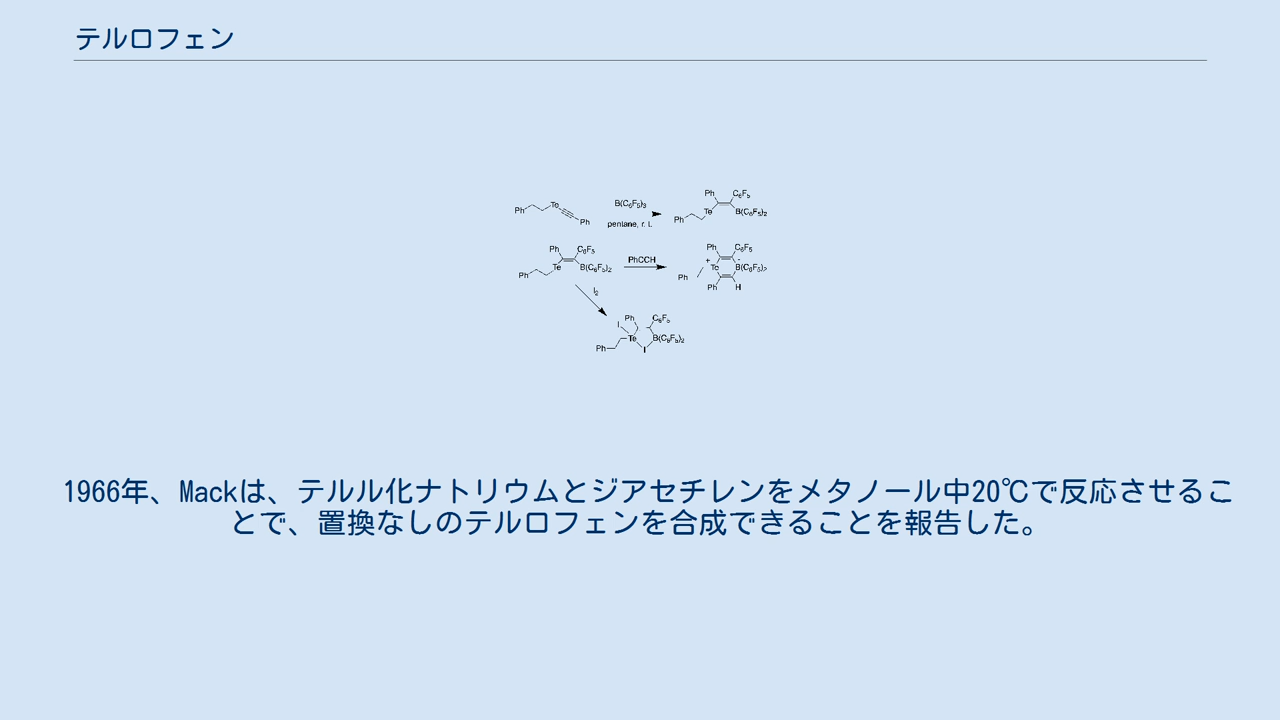 テルロフェン
Ph Te Ph B(C6F5)3 pentane, r. t. Ph C6F5 Ph Te B(C6F5)2
Ph C6F5 Ph Te B(C6F5)2 PhCCH Ph C6F5 + Te - B(C6F5)2 Ph Ph H
I2
Ph C6F5 I Te B(C6F5)2 Ph I
1966年、Mackは、テルル化ナトリウムとジアセチレンをメタノール中20℃で反応させるこ
とで、置換なしのテルロフェンを合成できることを報告した。